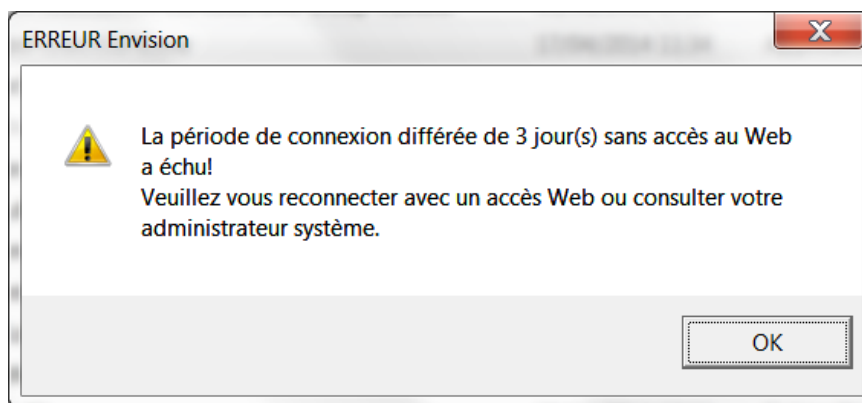 ERREUR Envision
La période de connexion différée de 3 jour(s) sans accès au Web
a échu!
Veuillez vous reconnecter avec un accès Web ou consulter votre
administrateur système.
OK